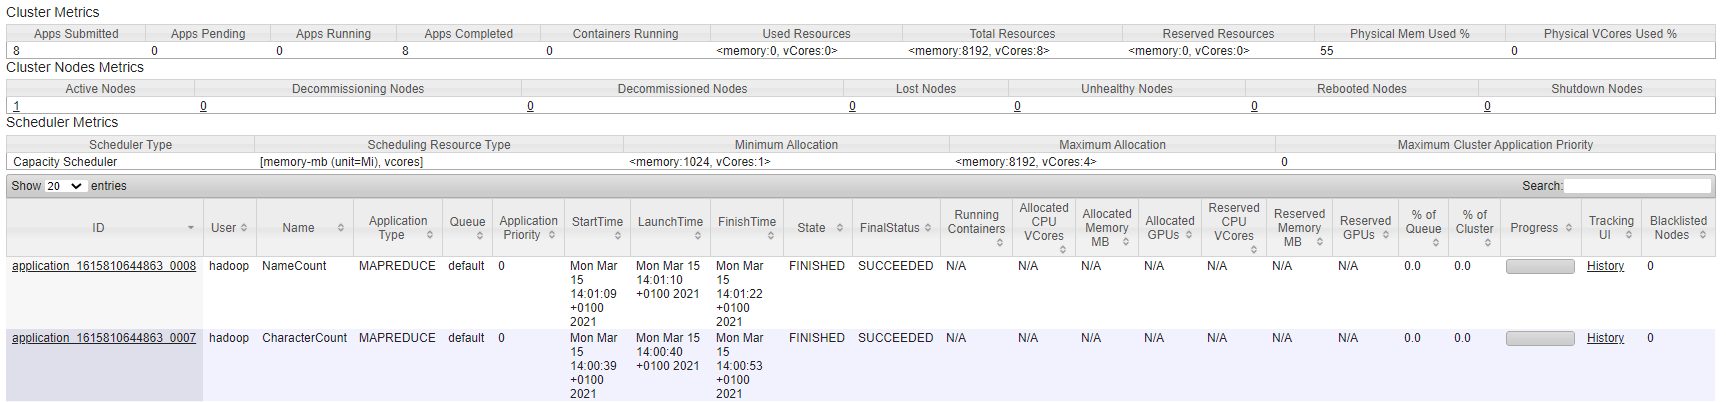 Cluster Metrics
Apps Submitted Apps Pending Apps Running Apps Completed Containers Running Used Resources Total Resources Reserved Resources Physical Mem Used % Physical VCores Used %
8 0 0 8 0 <memory:0, vCores:0> <memory:8192, vCores:8> <memory:0, vCores:0> 55 0
Cluster Nodes Metrics
Active Nodes Decommissioning Nodes Decommissioned Nodes Lost Nodes Unhealthy Nodes Rebooted Nodes Shutdown Nodes
1 0 0 0 0 0 0
Scheduler Metrics
Scheduler Type Scheduling Resource Type Minimum Allocation Maximum Allocation Maximum Cluster Application Priority
Capacity Scheduler [memory-mb (unit=Mi), vcores] <memory:1024, vCores:1> <memory:8192, vCores:4> 0
Show 20 entries Search:
ID User Name Application Type Queue Application Priority StartTime LaunchTime FinishTime State FinalStatus Running Containers Allocated CPU VCores Allocated Memory MB Allocated GPUs Reserved CPU VCores Reserved Memory MB Reserved GPUs % of Queue % of Cluster Progress Tracking UI Blacklisted Nodes
application_1615810644863_0008 hadoop NameCount MAPREDUCE default 0 Mon Mar 15 14:01:09 +0100 2021 Mon Mar 15 14:01:10 +0100 2021 Mon Mar 15 14:01:22 +0100 2021 FINISHED SUCCEEDED N/A N/A N/A N/A N/A N/A N/A 0.0 0.0 History 0
application_1615810644863_0007 hadoop CharacterCount MAPREDUCE default 0 Mon Mar 15 14:00:39 +0100 2021 Mon Mar 15 14:00:40 +0100 2021 Mon Mar 15 14:00:53 +0100 2021 FINISHED SUCCEEDED N/A N/A N/A N/A N/A N/A N/A 0.0 0.0 History 0